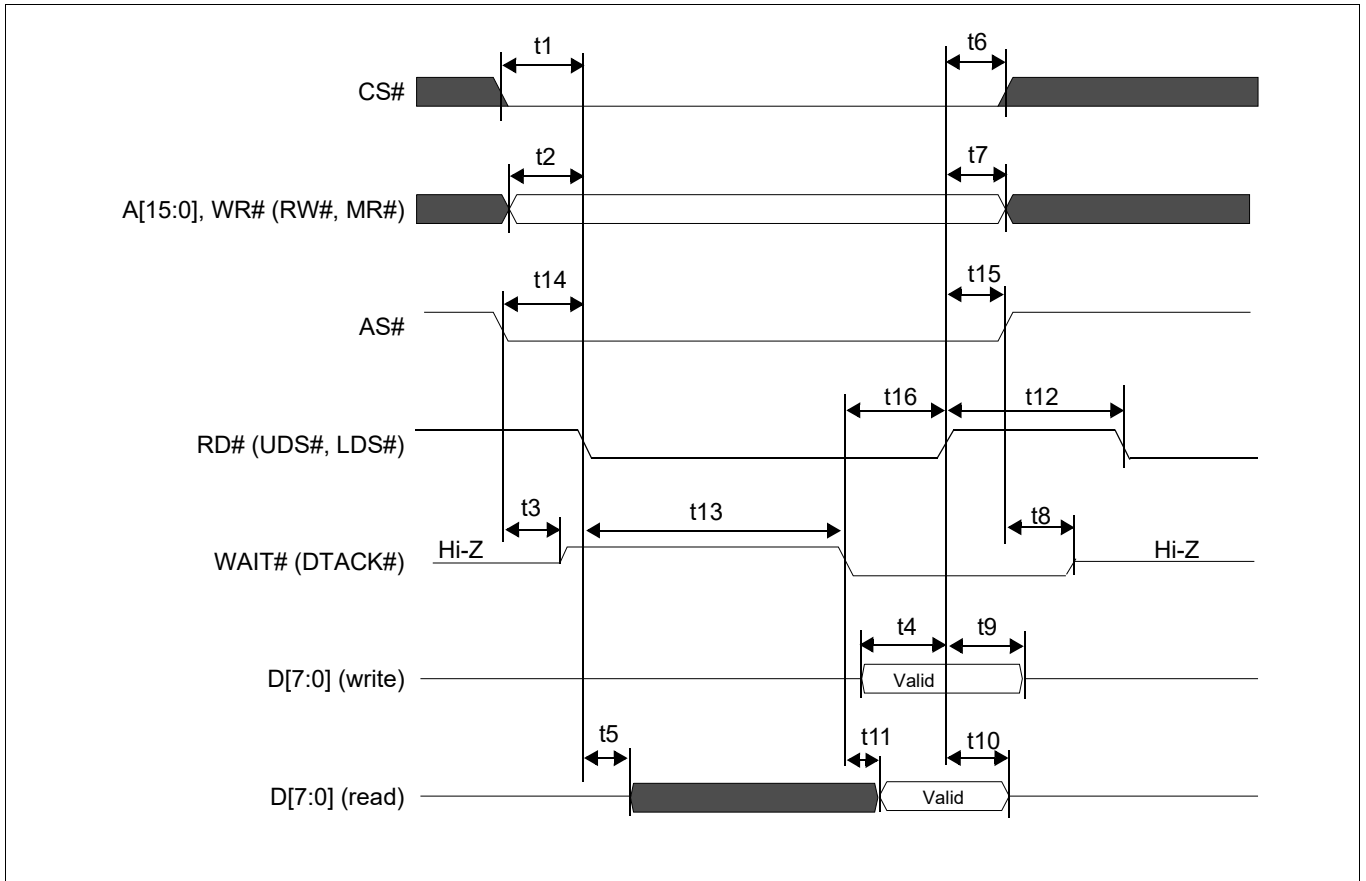 t1 t6
CS#
t2 t7
A[15:0], WR# (RW#, MR#)
t14 t15
AS#
t16 t12
RD# (UDS#, LDS#)
t3 t13 t8
Hi-Z Hi-Z
WAIT# (DTACK#)
t4 t9
D[7:0] (write) Valid
t5 t11 t10
D[7:0] (read) Valid